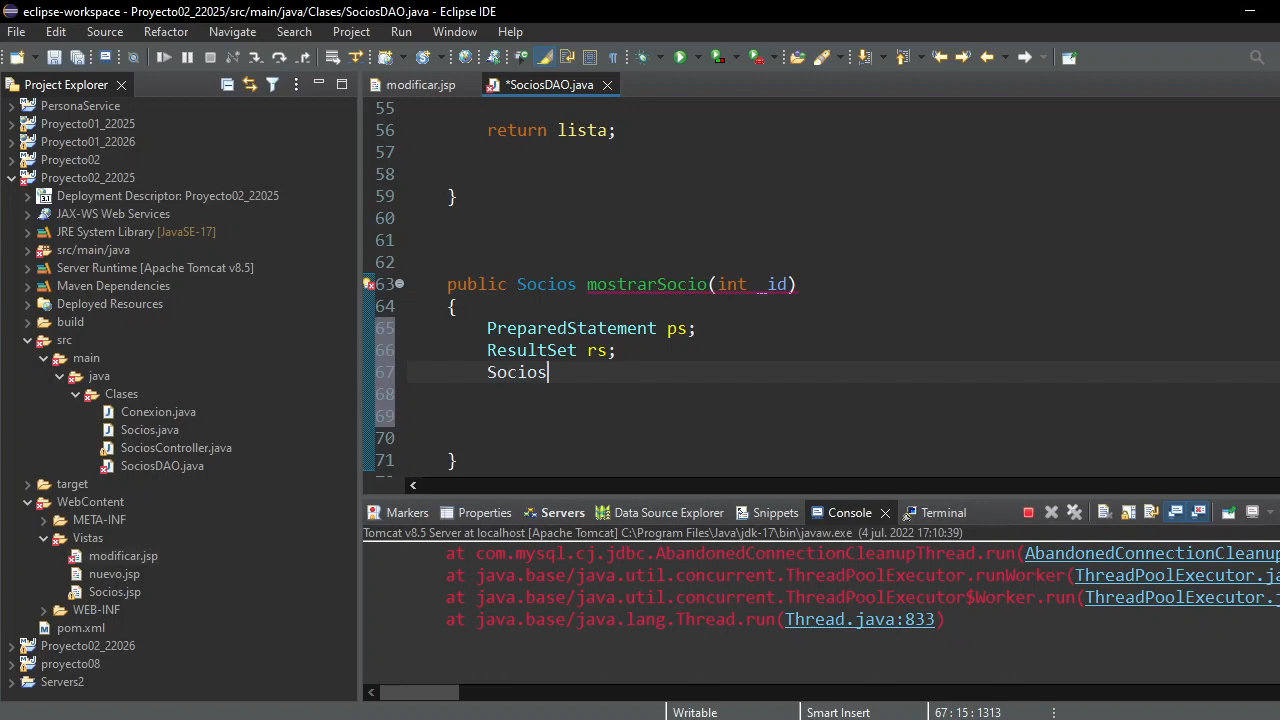 eclipse-workspace - Proyecto02_22025/src/main/java/Clases/SociosDAO.java - Eclipse IDE
File Edit Source Refactor Navigate Search Project Run Window Help
Project Explorer
modificar.jsp
*SociosDAO.java
PersonaService
Proyecto01_22025
Proyecto01_22026
Proyecto02
Proyecto02_22025
Deployment Descriptor: Proyecto02_22025
JAX-WS Web Services
JRE System Library [JavaSE-17]
src/main/java
Server Runtime [Apache Tomcat v8.5]
Maven Dependencies
Deployed Resources
build
src
main
java
Clases
Conexion.java
Socios.java
SociosController.java
SociosDAO.java
target
WebContent
META-INF
Vistas
modificar.jsp
nuevo.jsp
Socios.jsp
WEB-INF
pom.xml
Proyecto02_22026
proyecto08
Servers2
55
56 return lista;
57
58
59 }
60
61
62
63 public Socios mostrarSocio(int _id)
64 {
65 PreparedStatement ps;
66 ResultSet rs;
67 Socios
68
69
70
71 }
Markers Properties Servers Data Source Explorer Snippets Console Terminal
Tomcat v8.5 Server at localhost [Apache Tomcat] C:\Program Files\Java\jdk-17\bin\javaw.exe (4 jul. 2022 17:10:39)
at com.mysql.cj.jdbc.AbandonedConnectionCleanupThread.run(AbandonedConnectionCleanup
at java.base/java.util.concurrent.ThreadPoolExecutor.runWorker(ThreadPoolExecutor.ja
at java.base/java.util.concurrent.ThreadPoolExecutor$Worker.run(ThreadPoolExecutor.
at java.base/java.lang.Thread.run(Thread.java:833)
Writable Smart Insert 67 : 15 : 1313